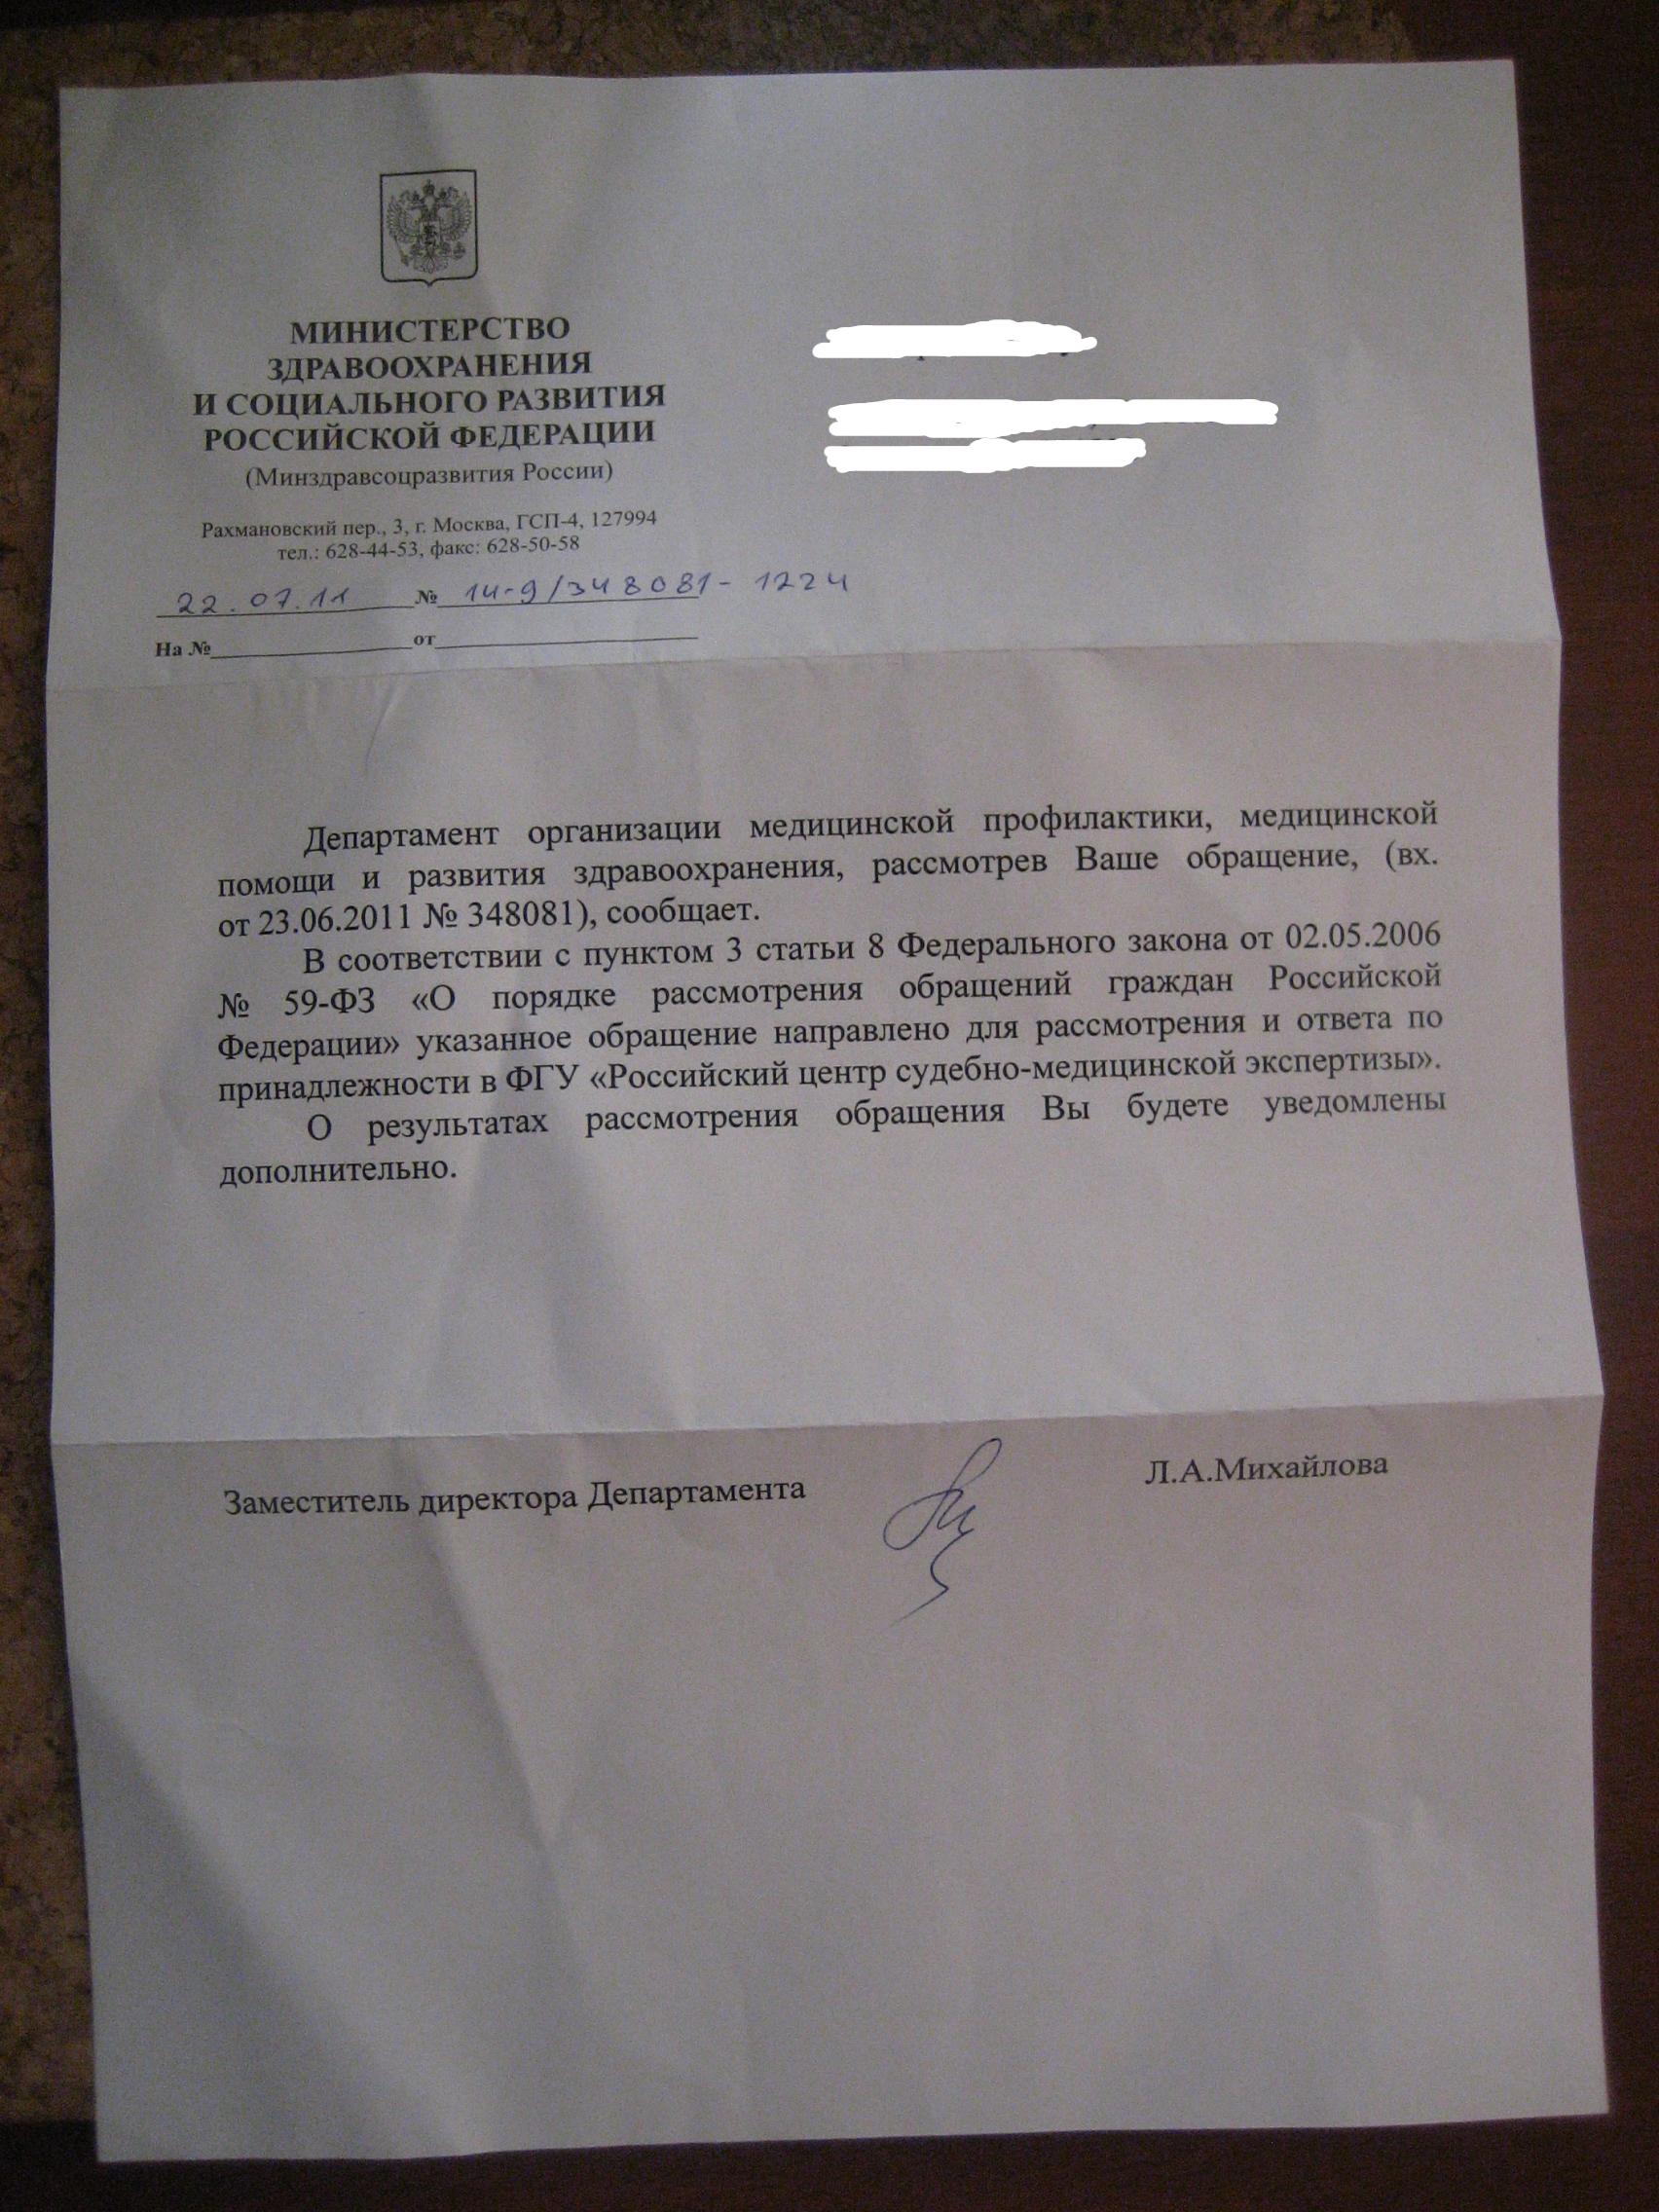 МИНИСТЕРСТВО
ЗДРАВООХРАНЕНИЯ
И СОЦИАЛЬНОГО РАЗВИТИЯ
РОССИЙСКОЙ ФЕДЕРАЦИИ
(Минздравсоцразвития России)
Рахмановский пер., 3, г. Москва, ГСП-4, 127994
тел.: 628-44-53, факс: 628-50-58
22.07.11 № 14-9/348081-1224
На № от
Департамент организации медицинской профилактики, медицинской
помощи и развития здравоохранения, рассмотрев Ваше обращение, (вх.
от 23.06.2011 № 348081), сообщает.
В соответствии с пунктом 3 статьи 8 Федерального закона от 02.05.2006
№ 59-ФЗ «О порядке рассмотрения обращений граждан Российской
Федерации» указанное обращение направлено для рассмотрения и ответа по
принадлежности в ФГУ «Российский центр судебно-медицинской экспертизы».
О результатах рассмотрения обращения Вы будете уведомлены
дополнительно.
Заместитель директора Департамента Л.А.Михайлова